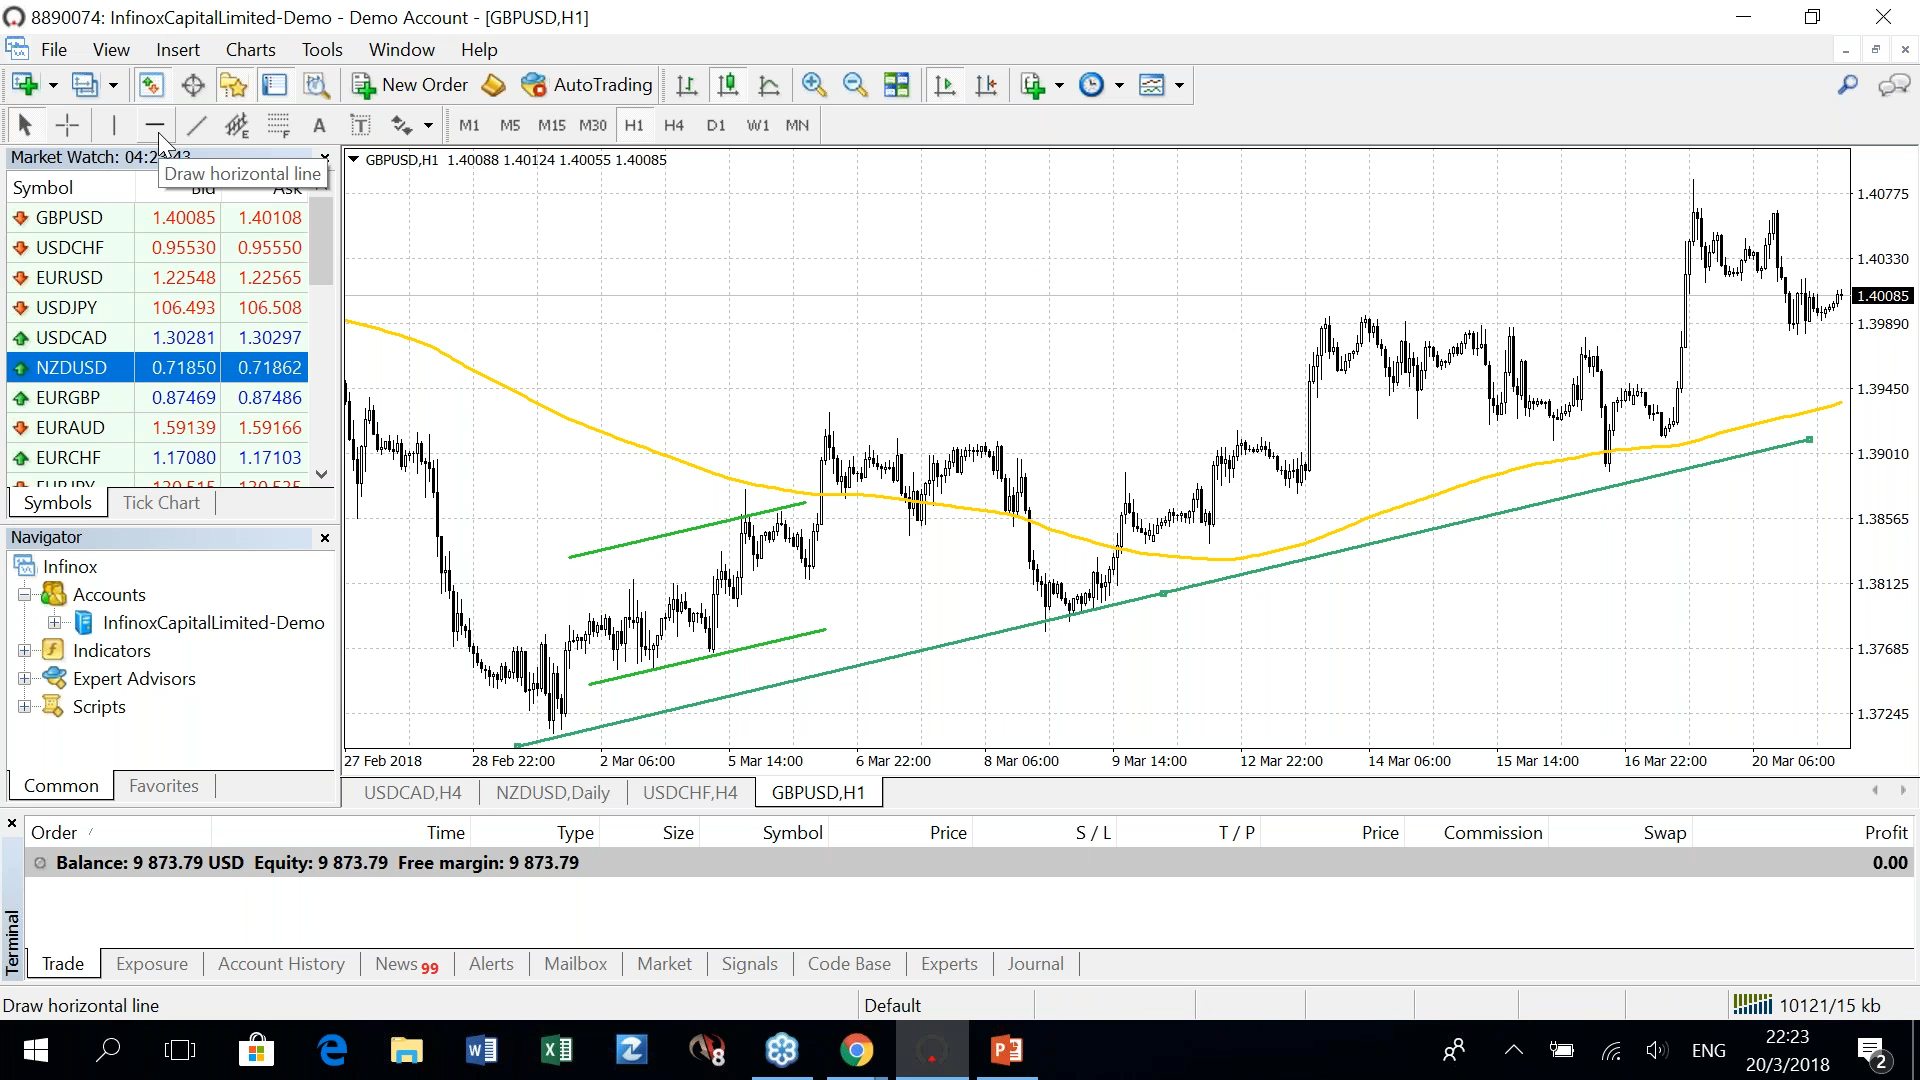 8890074: InfinoxCapitalLimited-Demo - Demo Account - [GBPUSD,H1]
File View Insert Charts Tools Window Help
New Order AutoTrading
A T M1 M5 M15 M30 H1 H4 D1 W1 MN
Market Watch:
Draw horizontal line
Symbol Bid Ask
GBPUSD 1.40085 1.40108
USDCHF 0.95530 0.95550
EURUSD 1.22548 1.22565
USDJPY 106.493 106.508
USDCAD 1.30281 1.30297
NZDUSD 0.71850 0.71862
EURGBP 0.87469 0.87486
EURAUD 1.59139 1.59166
EURCHF 1.17080 1.17103
Symbols Tick Chart
Navigator
Infinox
Accounts
InfinoxCapitalLimited-Demo
Indicators
Expert Advisors
Scripts
Common Favorites
GBPUSD,H1 1.40088 1.40124 1.40055 1.40085
1.40775
1.40330
1.40085
1.39890
1.39450
1.39010
1.38565
1.38125
1.37685
1.37245
27 Feb 2018 28 Feb 22:00 2 Mar 06:00 5 Mar 14:00 6 Mar 22:00 8 Mar 06:00 9 Mar 14:00 12 Mar 22:00 14 Mar 06:00 15 Mar 14:00 16 Mar 22:00 20 Mar 06:00
USDCAD,H4 NZDUSD,Daily USDCHF,H4 GBPUSD,H1
Order / Time Type Size Symbol Price S / L T / P Price Commission Swap Profit
Balance: 9 873.79 USD Equity: 9 873.79 Free margin: 9 873.79 0.00
Terminal
Trade Exposure Account History News 99 Alerts Mailbox Market Signals Code Base Experts Journal
Draw horizontal line Default 10121/15 kb
ENG 22:23
20/3/2018 2